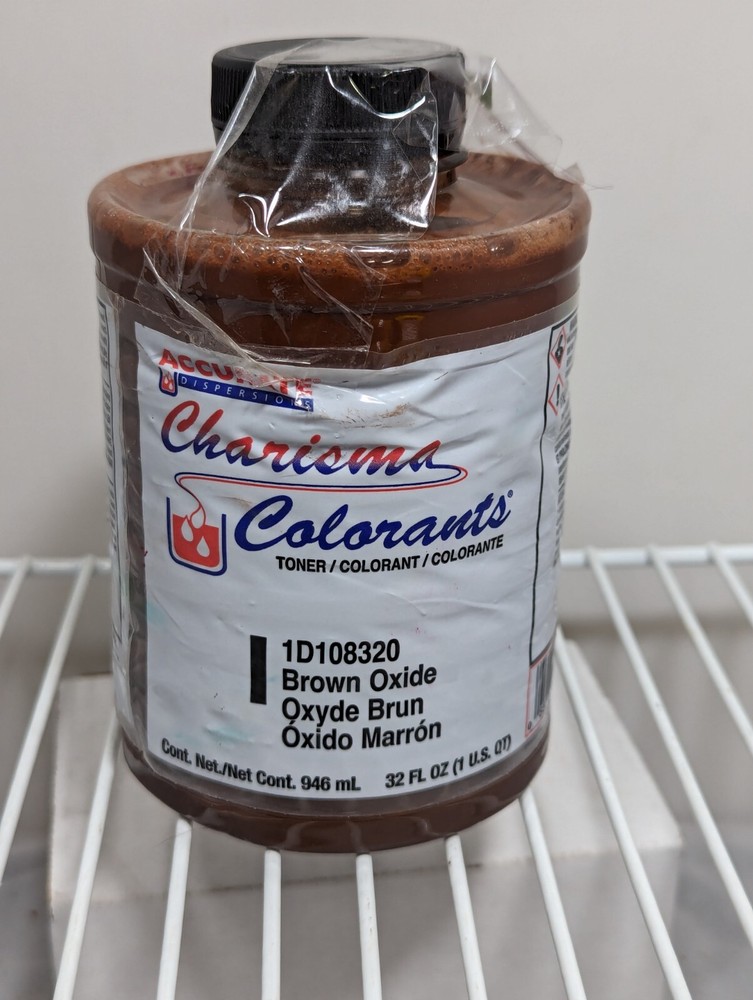 ACCURATE
DISPERSIONS
Charisma
Colorants®
TONER / COLORANT / COLORANTE
1D108320
Brown Oxide
Oxyde Brun
Óxido Marrón
Cont. Net./Net Cont. 946 mL 32 FL OZ (1 U.S. QT)